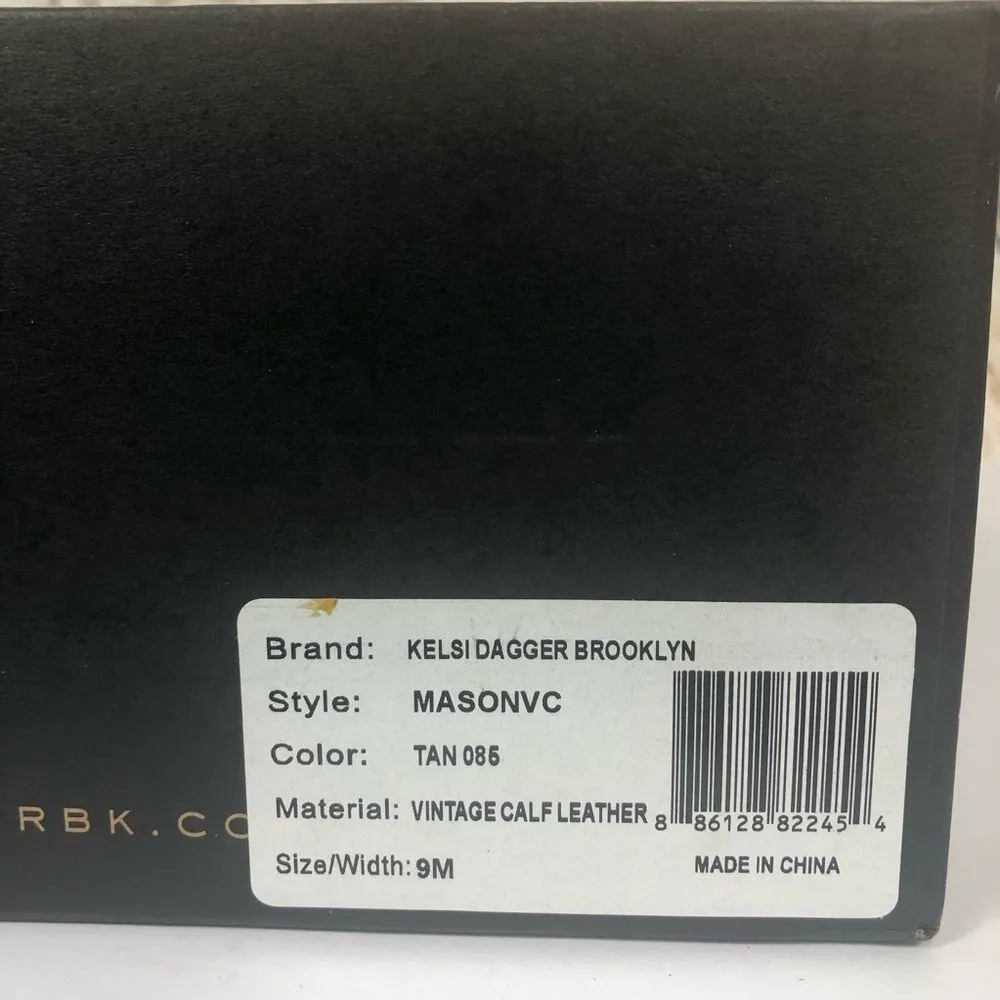 Brand: KELSI DAGGER BROOKLYN
Style: MASONVC
Color: TAN 085
Material: VINTAGE CALF LEATHER
8 86128 82245 4
Size/Width: 9M
MADE IN CHINA
RBK.CO